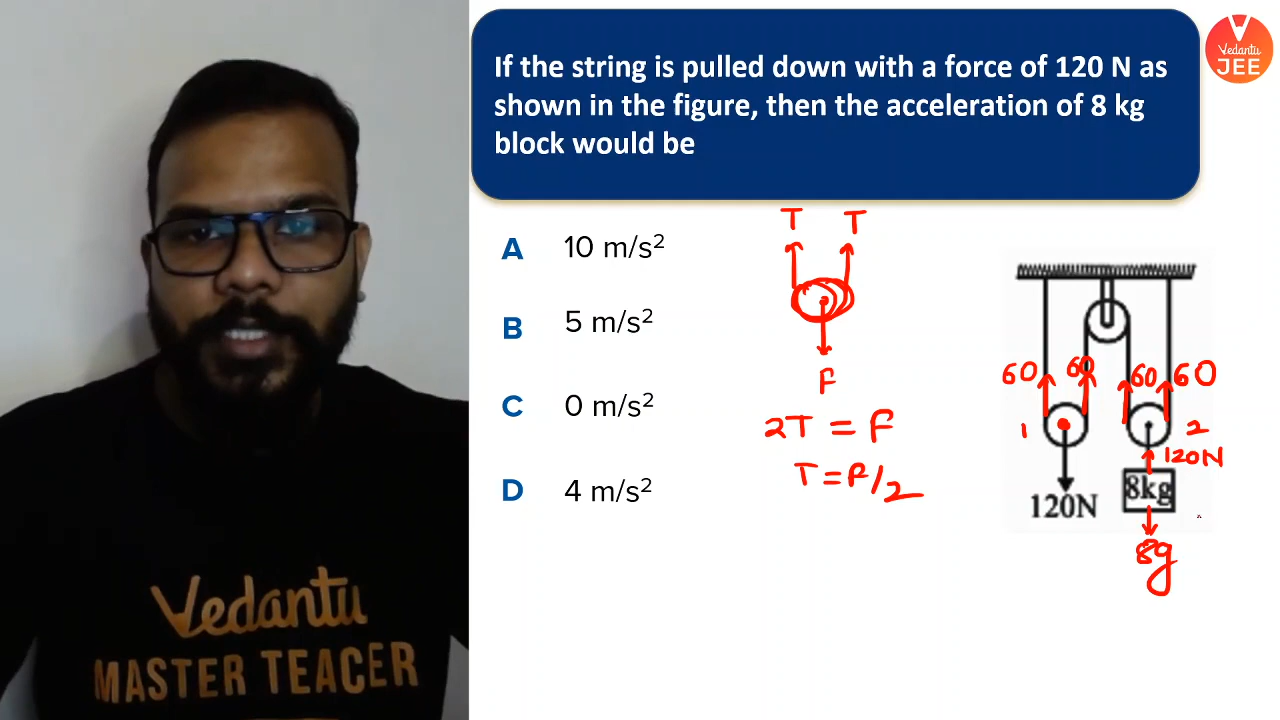 If the string is pulled down with a force of 120 N as
shown in the figure, then the acceleration of 8 kg
block would be
Vedantu
JEE
A 10 m/s²
B 5 m/s²
C 0 m/s²
D 4 m/s²
T T
F
2T = F
T = F/2
60 60 60 60
1 2
120N
8kg
120N
8g
Vedantu
MASTER TEACER